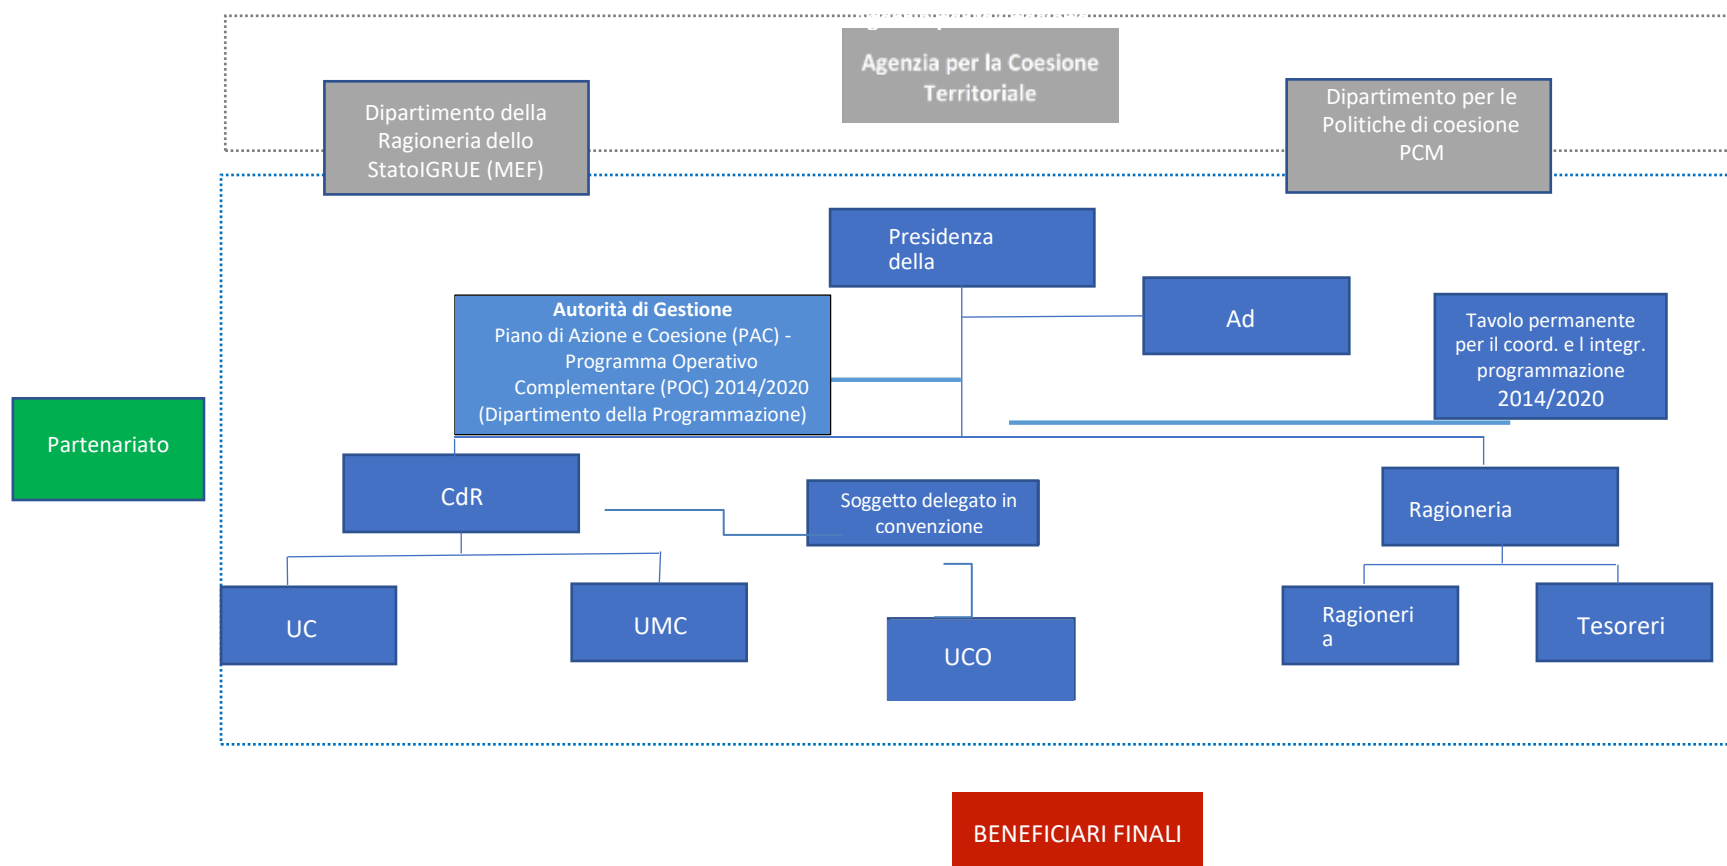 Agenzia per la Coesione
Territoriale
Dipartimento della
Ragioneria dello
StatoIGRUE (MEF)
Dipartimento per le
Politiche di coesione
PCM
Presidenza
della
Autorità di Gestione
Piano di Azione e Coesione (PAC) -
Programma Operativo
Complementare (POC) 2014/2020
(Dipartimento della Programmazione)
Ad
Tavolo permanente
per il coord. e l integr.
programmazione
2014/2020
Partenariato
CdR
Soggetto delegato in
convenzione
Ragioneria
UC
UMC
UCO
Ragioneri
a
Tesoreri
BENEFICIARI FINALI